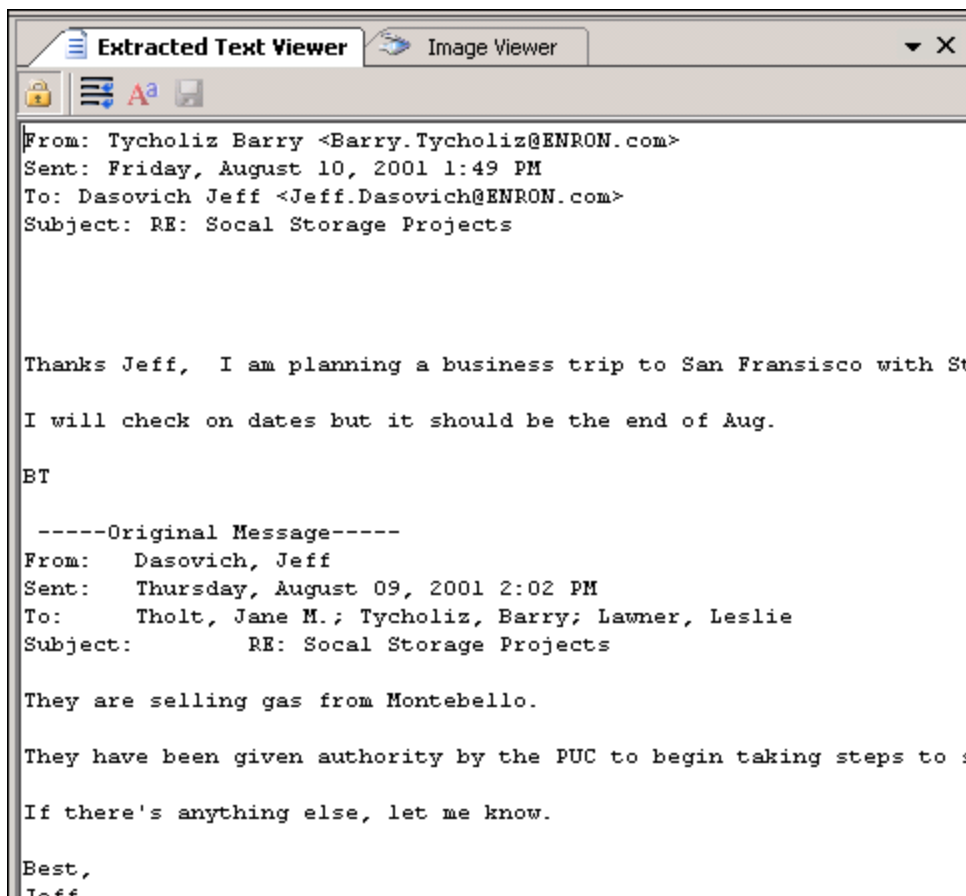 Extracted Text Viewer Image Viewer
Aa
From: Tycholiz Barry <Barry.Tycholiz@ENRON.com>
Sent: Friday, August 10, 2001 1:49 PM
To: Dasovich Jeff <Jeff.Dasovich@ENRON.com>
Subject: RE: Socal Storage Projects
Thanks Jeff, I am planning a business trip to San Fransisco with
I will check on dates but it should be the end of Aug.
BT
-----Original Message-----
From: Dasovich, Jeff
Sent: Thursday, August 09, 2001 2:02 PM
To: Tholt, Jane M.; Tycholiz, Barry; Lawner, Leslie
Subject: RE: Socal Storage Projects
They are selling gas from Montebello.
They have been given authority by the PUC to begin taking steps to
If there's anything else, let me know.
Best,
Jeff